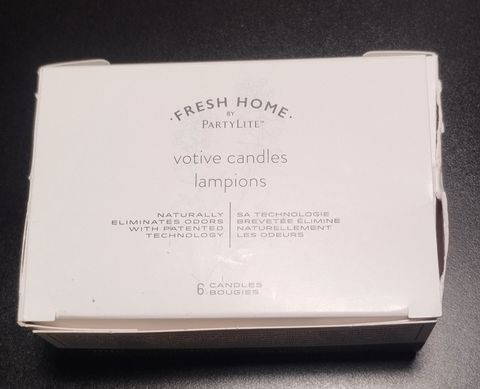 ·FRESH HOME·
BY
PARTYLITE™
votive candles
lampions
NATURALLY
ELIMINATES ODORS
WITH PATENTED
TECHNOLOGY
SA TECHNOLOGIE
BREVETÉE ÉLIMINE
NATURELLEMENT
LES ODEURS
6 CANDLES
BOUGIES